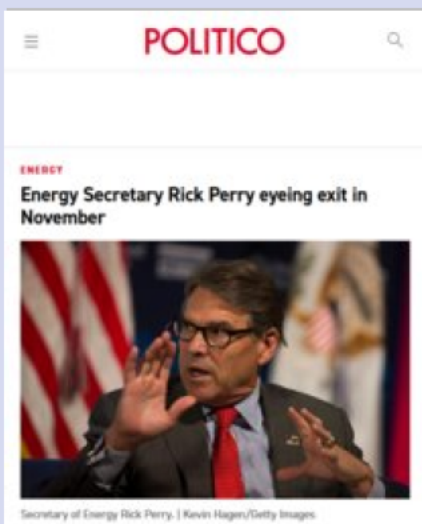 POLITICO
ENERGY
Energy Secretary Rick Perry eyeing exit in
November
Secretary of Energy Rick Perry. | Kevin Hagen/Getty Images